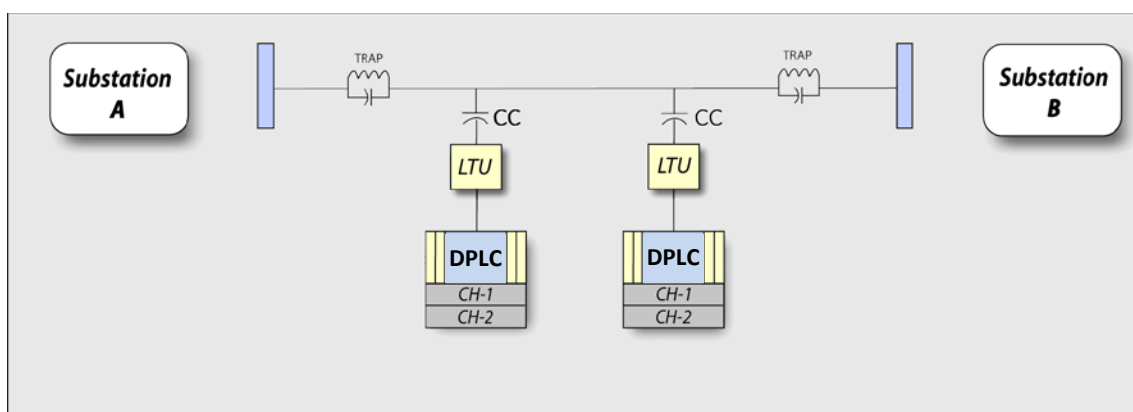 TRAP
TRAP
Substation
A
Substation
B
CC
CC
LTU
LTU
DPLC
DPLC
CH-1
CH-1
CH-2
CH-2